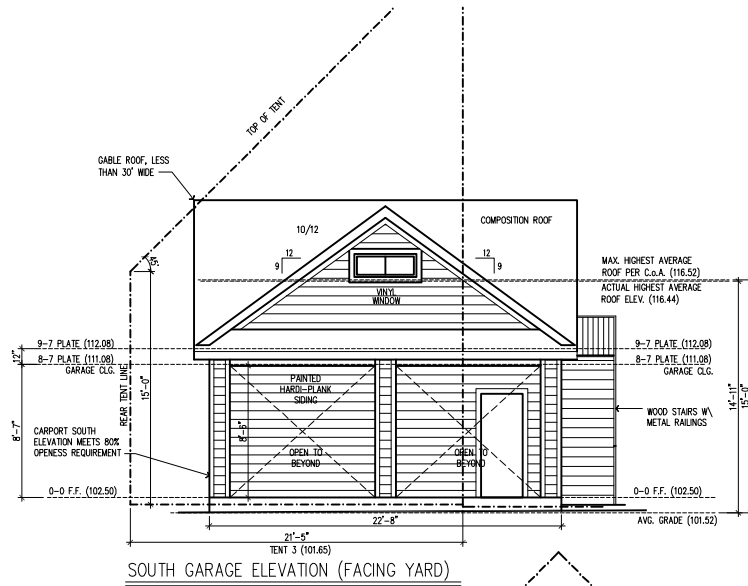 TOP OF TENT
GABLE ROOF, LESS
THAN 30' WIDE
10/12
COMPOSITION ROOF
12
9
12
9
45°
VINYL
WINDOW
MAX. HIGHEST AVERAGE
ROOF PER C.o.A. (116.52)
ACTUAL HIGHEST AVERAGE
ROOF ELEV. (116.44)
9-7 PLATE (112.08)
8-7 PLATE (111.08)
GARAGE CLG.
12"
9-7 PLATE (112.08)
8-7 PLATE (111.08)
GARAGE CLG.
REAR TENT LINE
15'-0"
8'-7"
PAINTED
HARDI-PLANK
SIDING
8'-6"
14'-11"
15'-0"
WOOD STAIRS W\
METAL RAILINGS
CARPORT SOUTH
ELEVATION MEETS 80%
OPENESS REQUIREMENT
OPEN TO
BEYOND
OPEN TO
BEYOND
0-0 F.F. (102.50)
0-0 F.F. (102.50)
22'-8"
AVG. GRADE (101.52)
21'-5"
TENT 3 (101.65)
SOUTH GARAGE ELEVATION (FACING YARD)